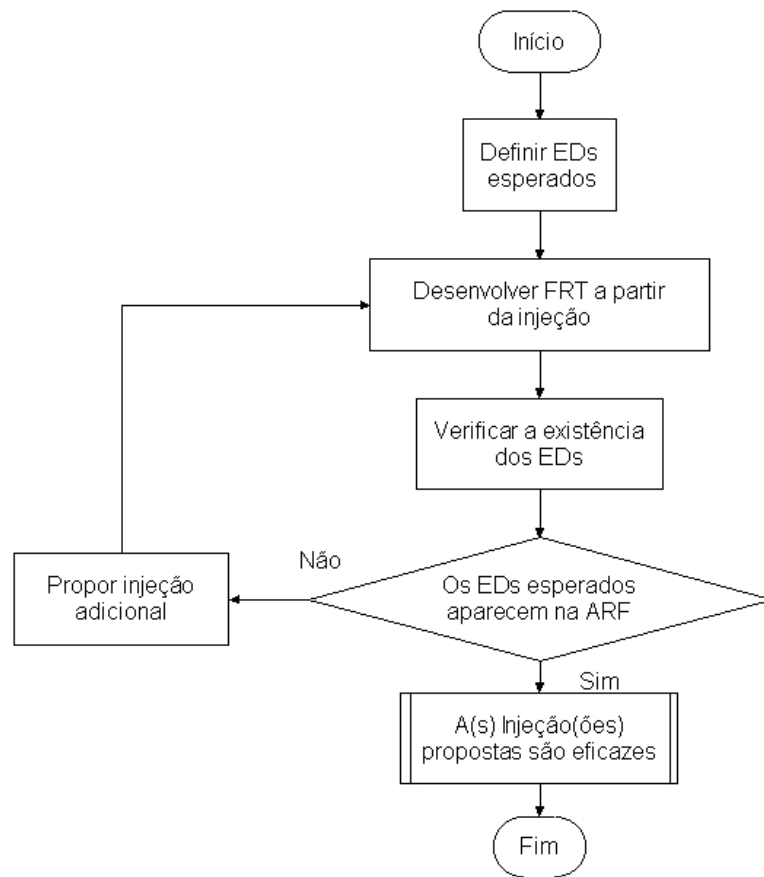 Início
Definir EDs
esperados
Desenvolver FRT a partir
da injeção
Verificar a existência
dos EDs
Não
Propor injeção
adicional
Os EDs esperados
aparecem na ARF
Sim
A(s) Injeção(ões)
propostas são eficazes
Fim